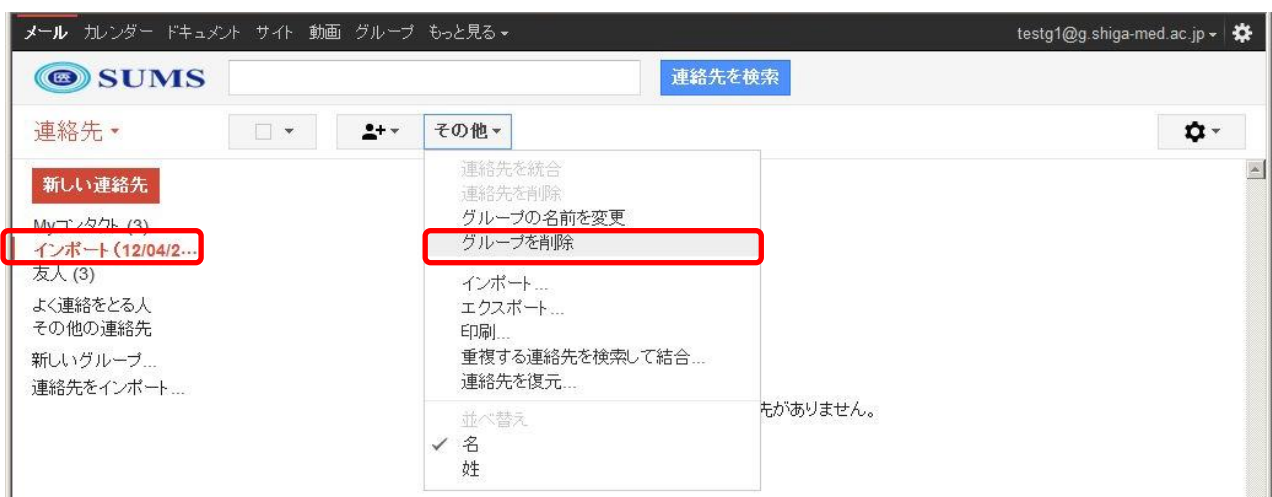 メール カレンダー ドキュメント サイト 動画 グループ もっと見る testg1@g.shiga-med.ac.jp
医 SUMS 連絡先を検索
連絡先 その他
新しい連絡先
Myコンタクト (3)
インポート (12/04/2...
友人 (3)
よく連絡をとる人
その他の連絡先
新しいグループ...
連絡先をインポート...
連絡先を統合
連絡先を削除
グループの名前を変更
グループを削除
インポート...
エクスポート...
印刷...
重複する連絡先を検索して結合...
連絡先を復元...
並べ替え
✓ 名
姓
先がありません。